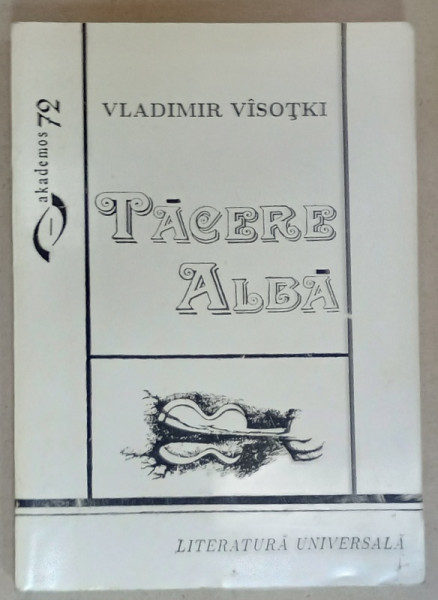 akademos 72
VLADIMIR VÎSOŢKI
TĂCERE
ALBĂ
LITERATURĂ UNIVERSALĂ